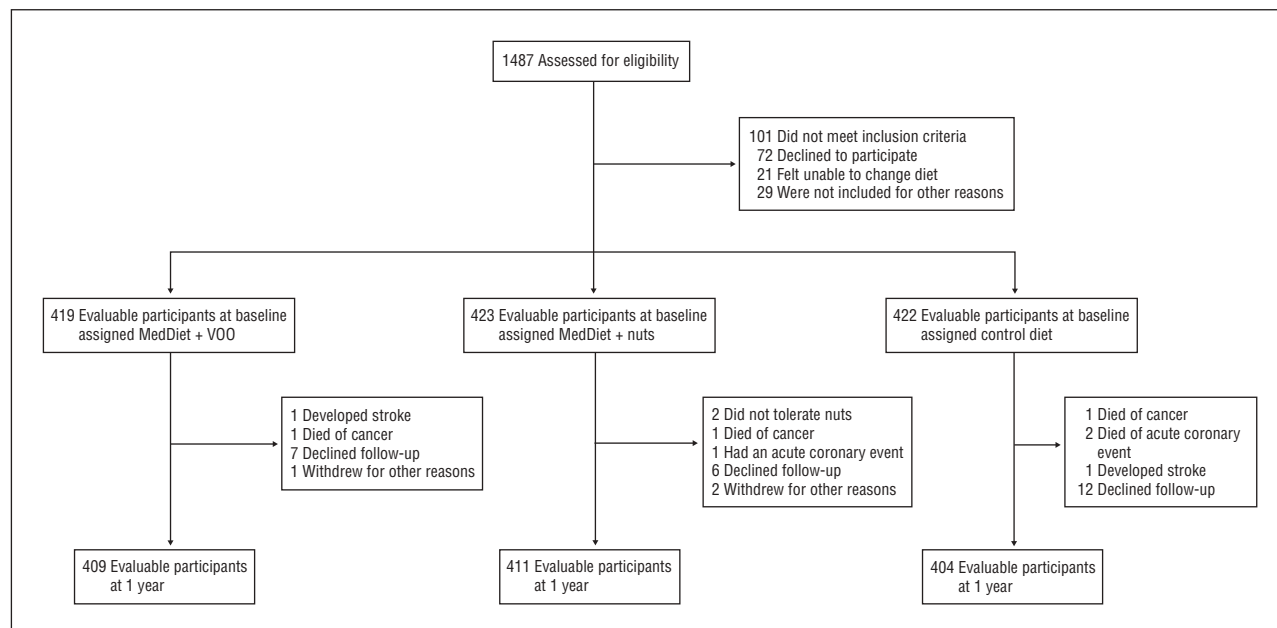 1487 Assessed for eligibility
101 Did not meet inclusion criteria
72 Declined to participate
21 Felt unable to change diet
29 Were not included for other reasons
419 Evaluable participants at baseline
assigned MedDiet + VOO
423 Evaluable participants at baseline
assigned MedDiet + nuts
422 Evaluable participants at baseline
assigned control diet
1 Developed stroke
1 Died of cancer
7 Declined follow-up
1 Withdrew for other reasons
2 Did not tolerate nuts
1 Died of cancer
1 Had an acute coronary event
6 Declined follow-up
2 Withdrew for other reasons
1 Died of cancer
2 Died of acute coronary
event
1 Developed stroke
12 Declined follow-up
409 Evaluable participants
at 1 year
411 Evaluable participants
at 1 year
404 Evaluable participants
at 1 year